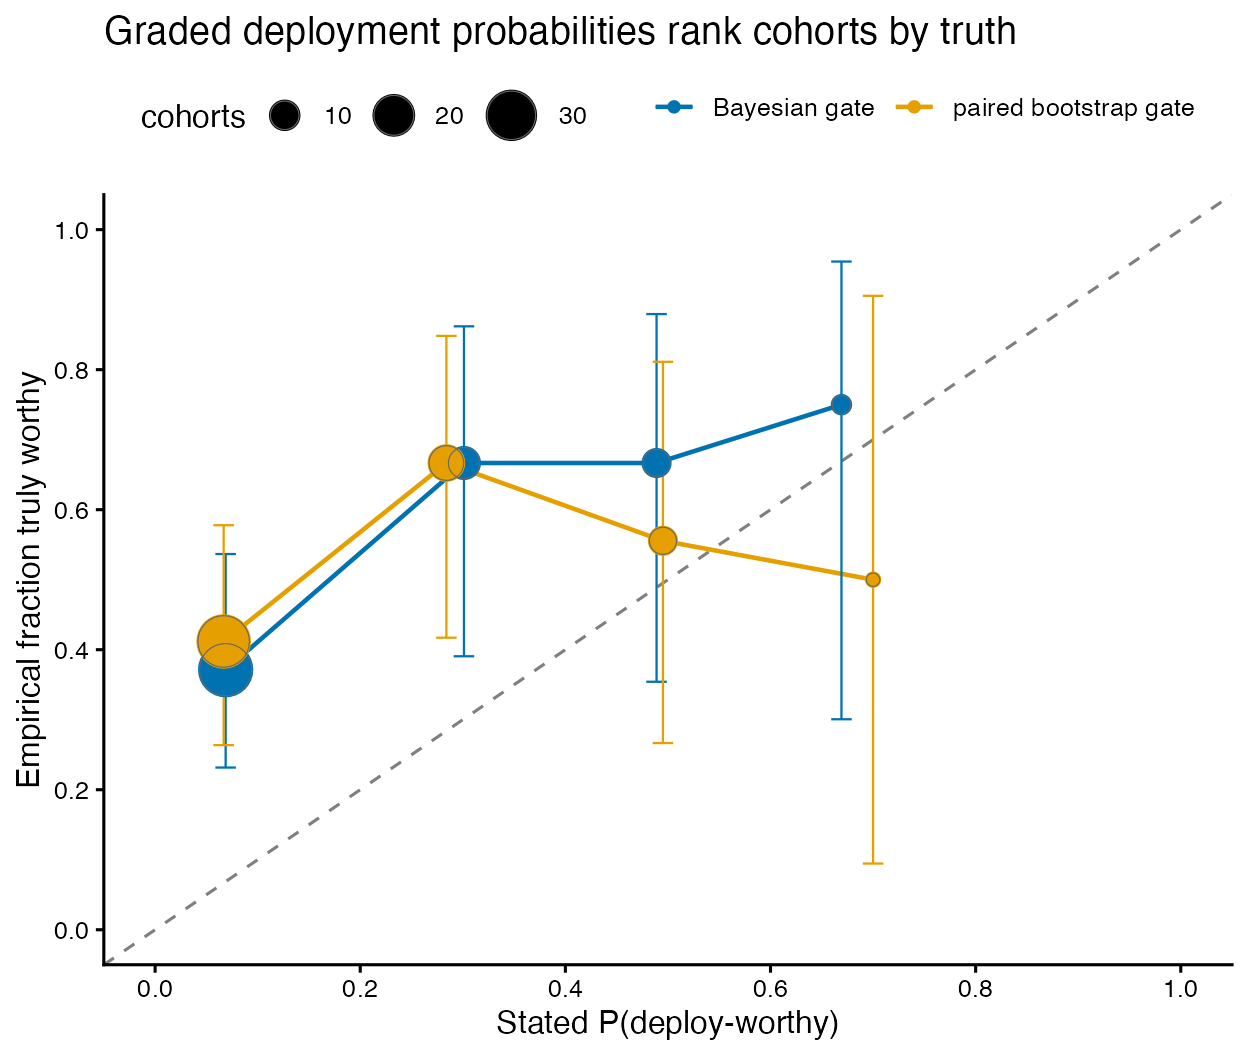 Graded deployment probabilities rank cohorts by truth
cohorts 10 20 30 Bayesian gate paired bootstrap gate
Empirical fraction truly worthy
1.0
0.8
0.6
0.4
0.2
0.0
0.0 0.2 0.4 0.6 0.8 1.0
Stated P(deploy-worthy)